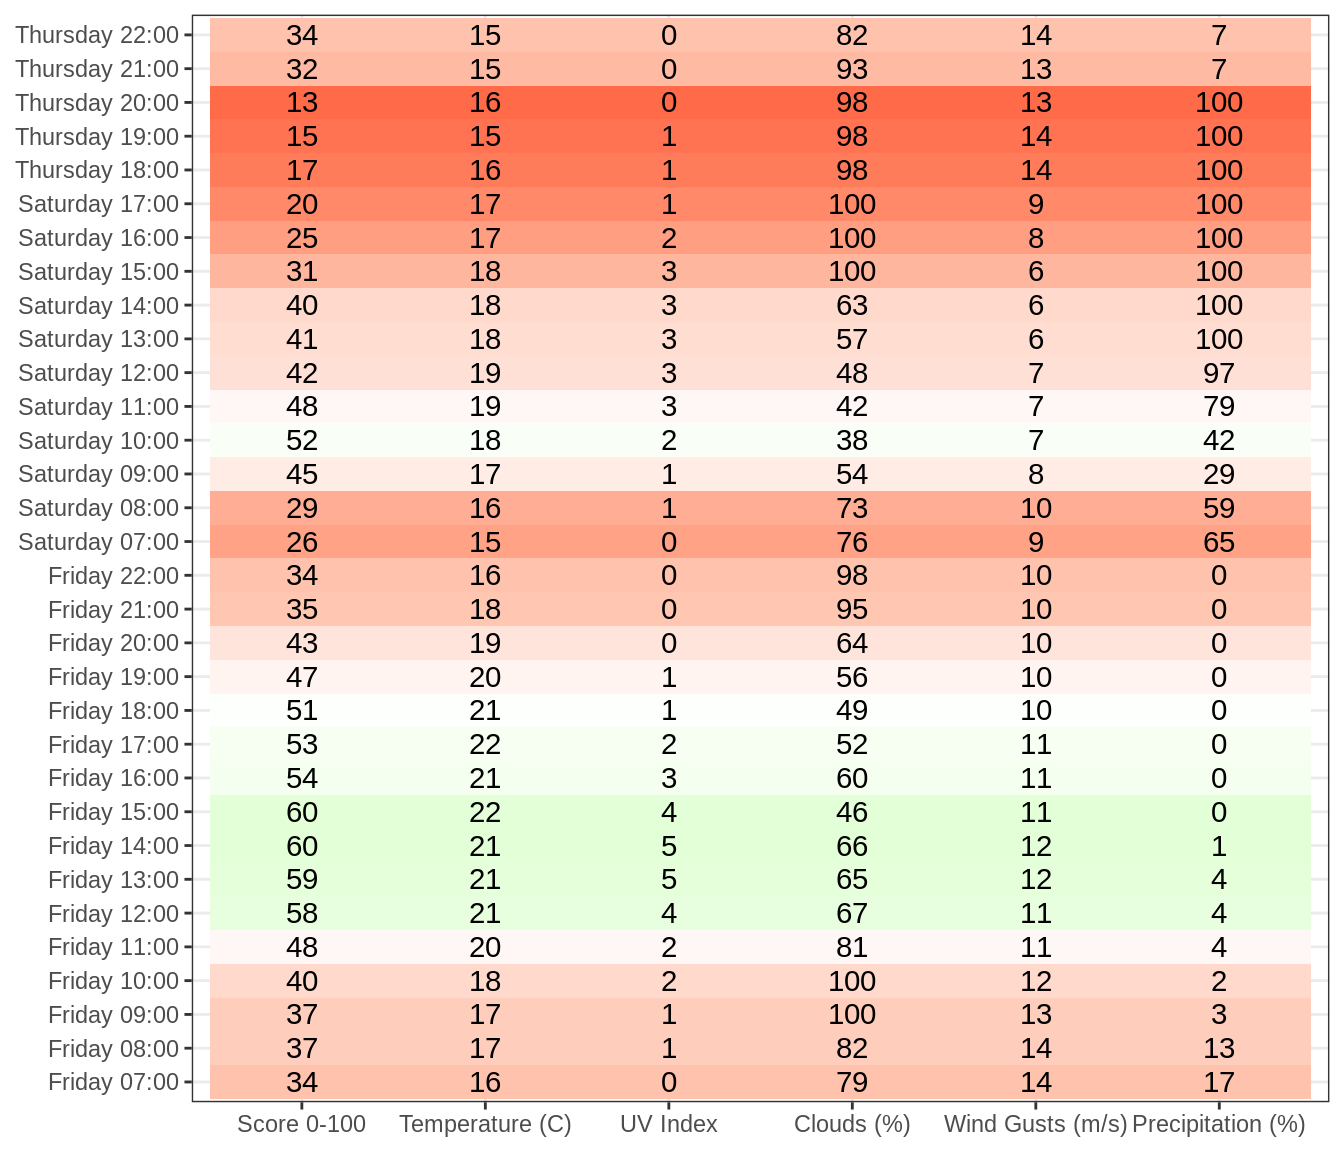 Thursday 22:00 34 15 0 82 14 7
Thursday 21:00 32 15 0 93 13 7
Thursday 20:00 13 16 0 98 13 100
Thursday 19:00 15 15 1 98 14 100
Thursday 18:00 17 16 1 98 14 100
Saturday 17:00 20 17 1 100 9 100
Saturday 16:00 25 17 2 100 8 100
Saturday 15:00 31 18 3 100 6 100
Saturday 14:00 40 18 3 63 6 100
Saturday 13:00 41 18 3 57 6 100
Saturday 12:00 42 19 3 48 7 97
Saturday 11:00 48 19 3 42 7 79
Saturday 10:00 52 18 2 38 7 42
Saturday 09:00 45 17 1 54 8 29
Saturday 08:00 29 16 1 73 10 59
Saturday 07:00 26 15 0 76 9 65
Friday 22:00 34 16 0 98 10 0
Friday 21:00 35 18 0 95 10 0
Friday 20:00 43 19 0 64 10 0
Friday 19:00 47 20 1 56 10 0
Friday 18:00 51 21 1 49 10 0
Friday 17:00 53 22 2 52 11 0
Friday 16:00 54 21 3 60 11 0
Friday 15:00 60 22 4 46 11 0
Friday 14:00 60 21 5 66 12 1
Friday 13:00 59 21 5 65 12 4
Friday 12:00 58 21 4 67 11 4
Friday 11:00 48 20 2 81 11 4
Friday 10:00 40 18 2 100 12 2
Friday 09:00 37 17 1 100 13 3
Friday 08:00 37 17 1 82 14 13
Friday 07:00 34 16 0 79 14 17
Score 0-100 Temperature (C) UV Index Clouds (%) Wind Gusts (m/s) Precipitation (%)